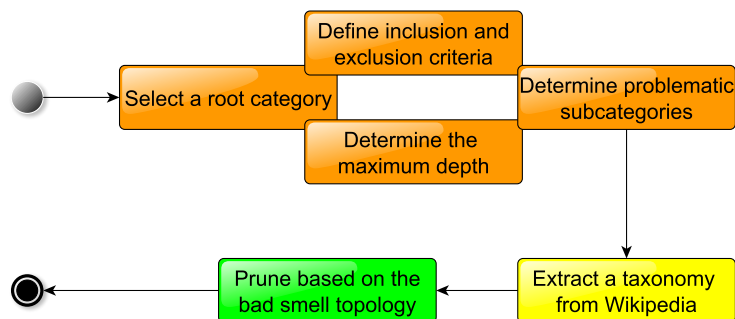 Define inclusion and
exclusion criteria
Select a root category
Determine problematic
subcategories
Determine the
maximum depth
Extract a taxonomy
from Wikipedia
Prune based on the
bad smell topology